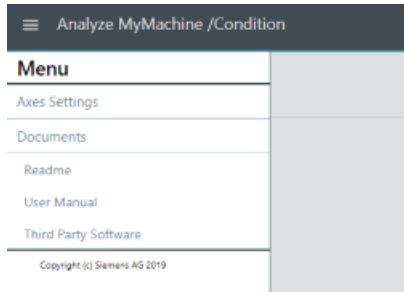 Analyze MyMachine /Condition
Menu
Axes Settings
Documents
Readme
User Manual
Third Party Software
Copyright (c) Siemens AG 2019